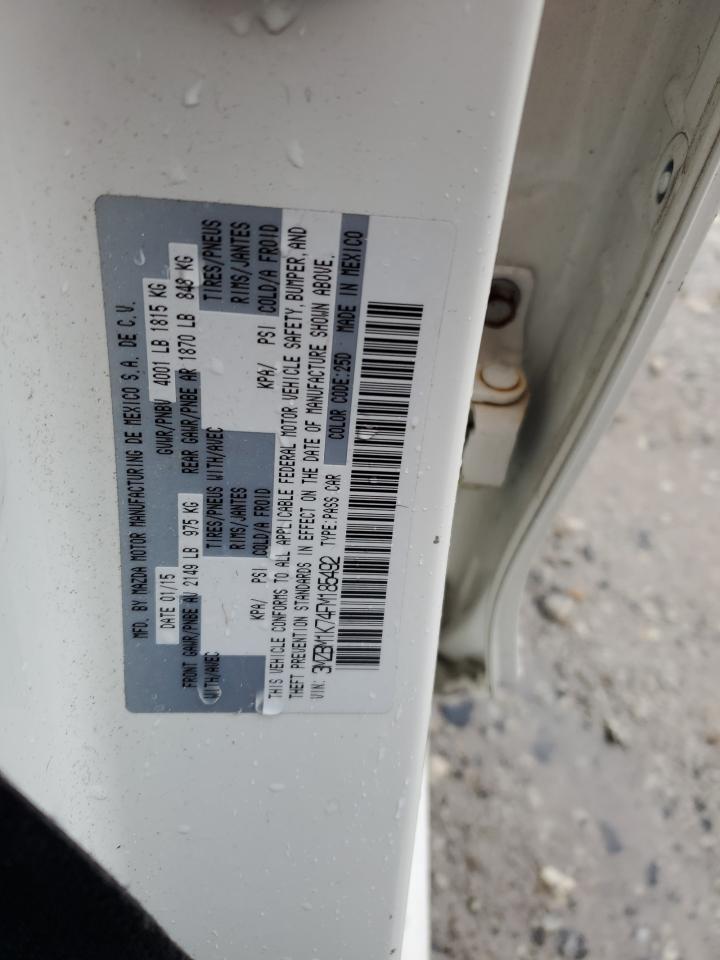 MFD. BY MAZDA MOTOR MANUFACTURING DE MEXICO S.A. DE C.V.
DATE 01/15 GVWR/PNBV 4001 LB 1815 KG
FRONT GAWR/PNBE AV 2149 LB 975 KG REAR GAWR/PNBE AR 1870 LB 848 KG
WITH/AVEC TIRES/PNEUS WITH/AVEC TIRES/PNEUS
RIMS/JANTES RIMS/JANTES
KPA/ PSI COLD/A FROID KPA/ PSI COLD/A FROID
THIS VEHICLE CONFORMS TO ALL APPLICABLE FEDERAL MOTOR VEHICLE SAFETY, BUMPER, AND
THEFT PREVENTION STANDARDS IN EFFECT ON THE DATE OF MANUFACTURE SHOWN ABOVE.
VIN: 3MZBM1K74FM185492 TYPE:PASS CAR COLOR CODE:25D MADE IN MEXICO